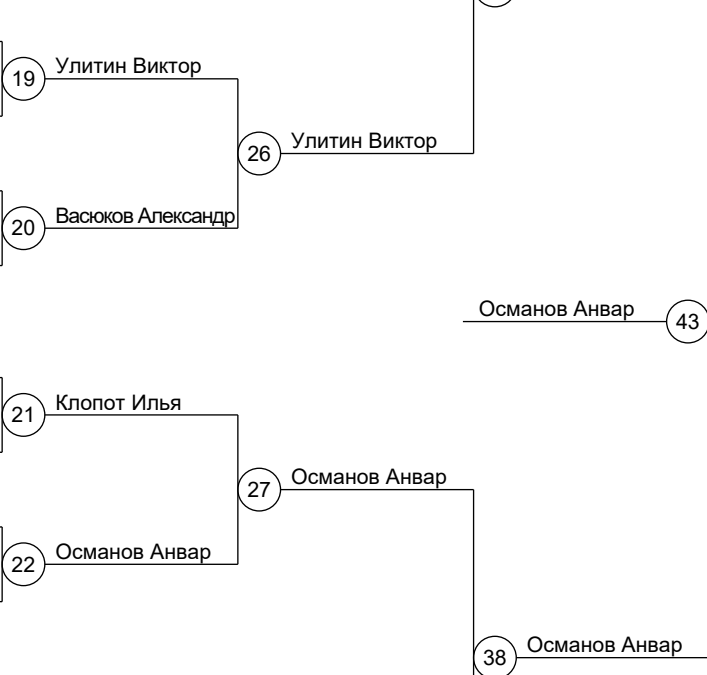 19 Улитин Виктор
26 Улитин Виктор
20 Васюков Александр
Османов Анвар 43
21 Клопот Илья
27 Османов Анвар
22 Османов Анвар
38 Османов Анвар